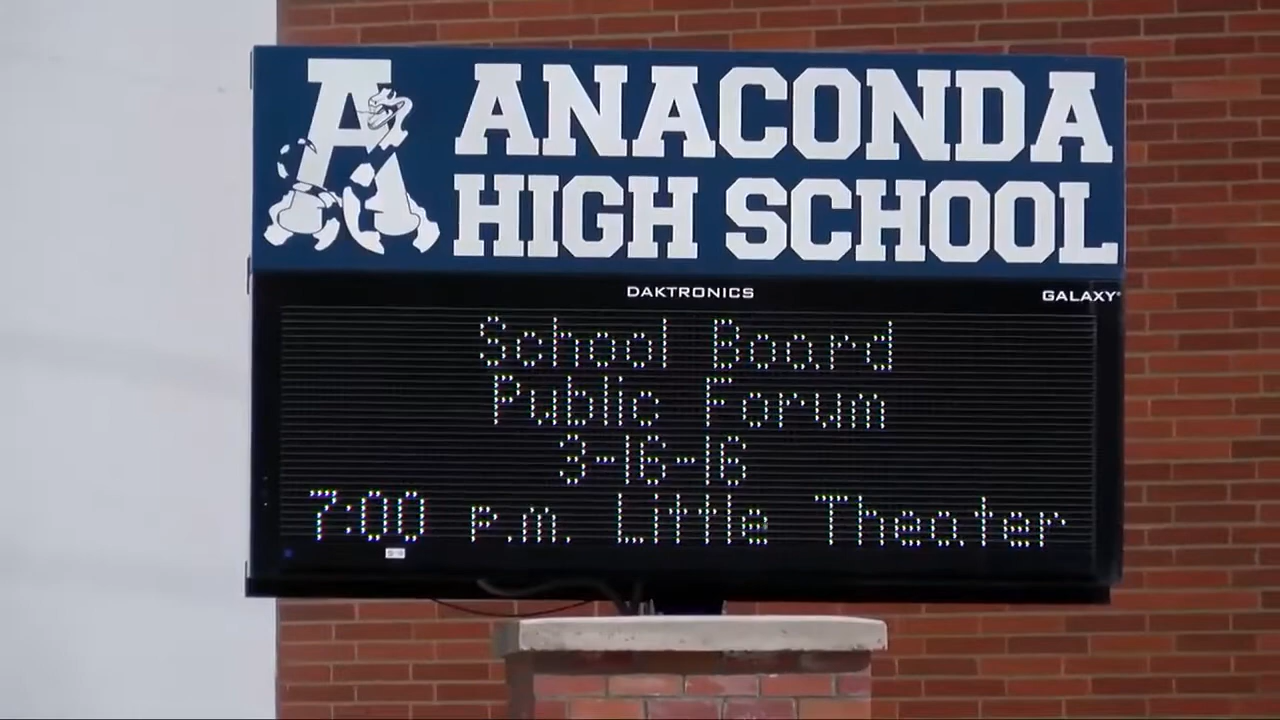 A ANACONDA
HIGH SCHOOL
DAKTRONICS
GALAXY®
School Board
Public Forum
3-16-16
7:00 p.m. Little Theater